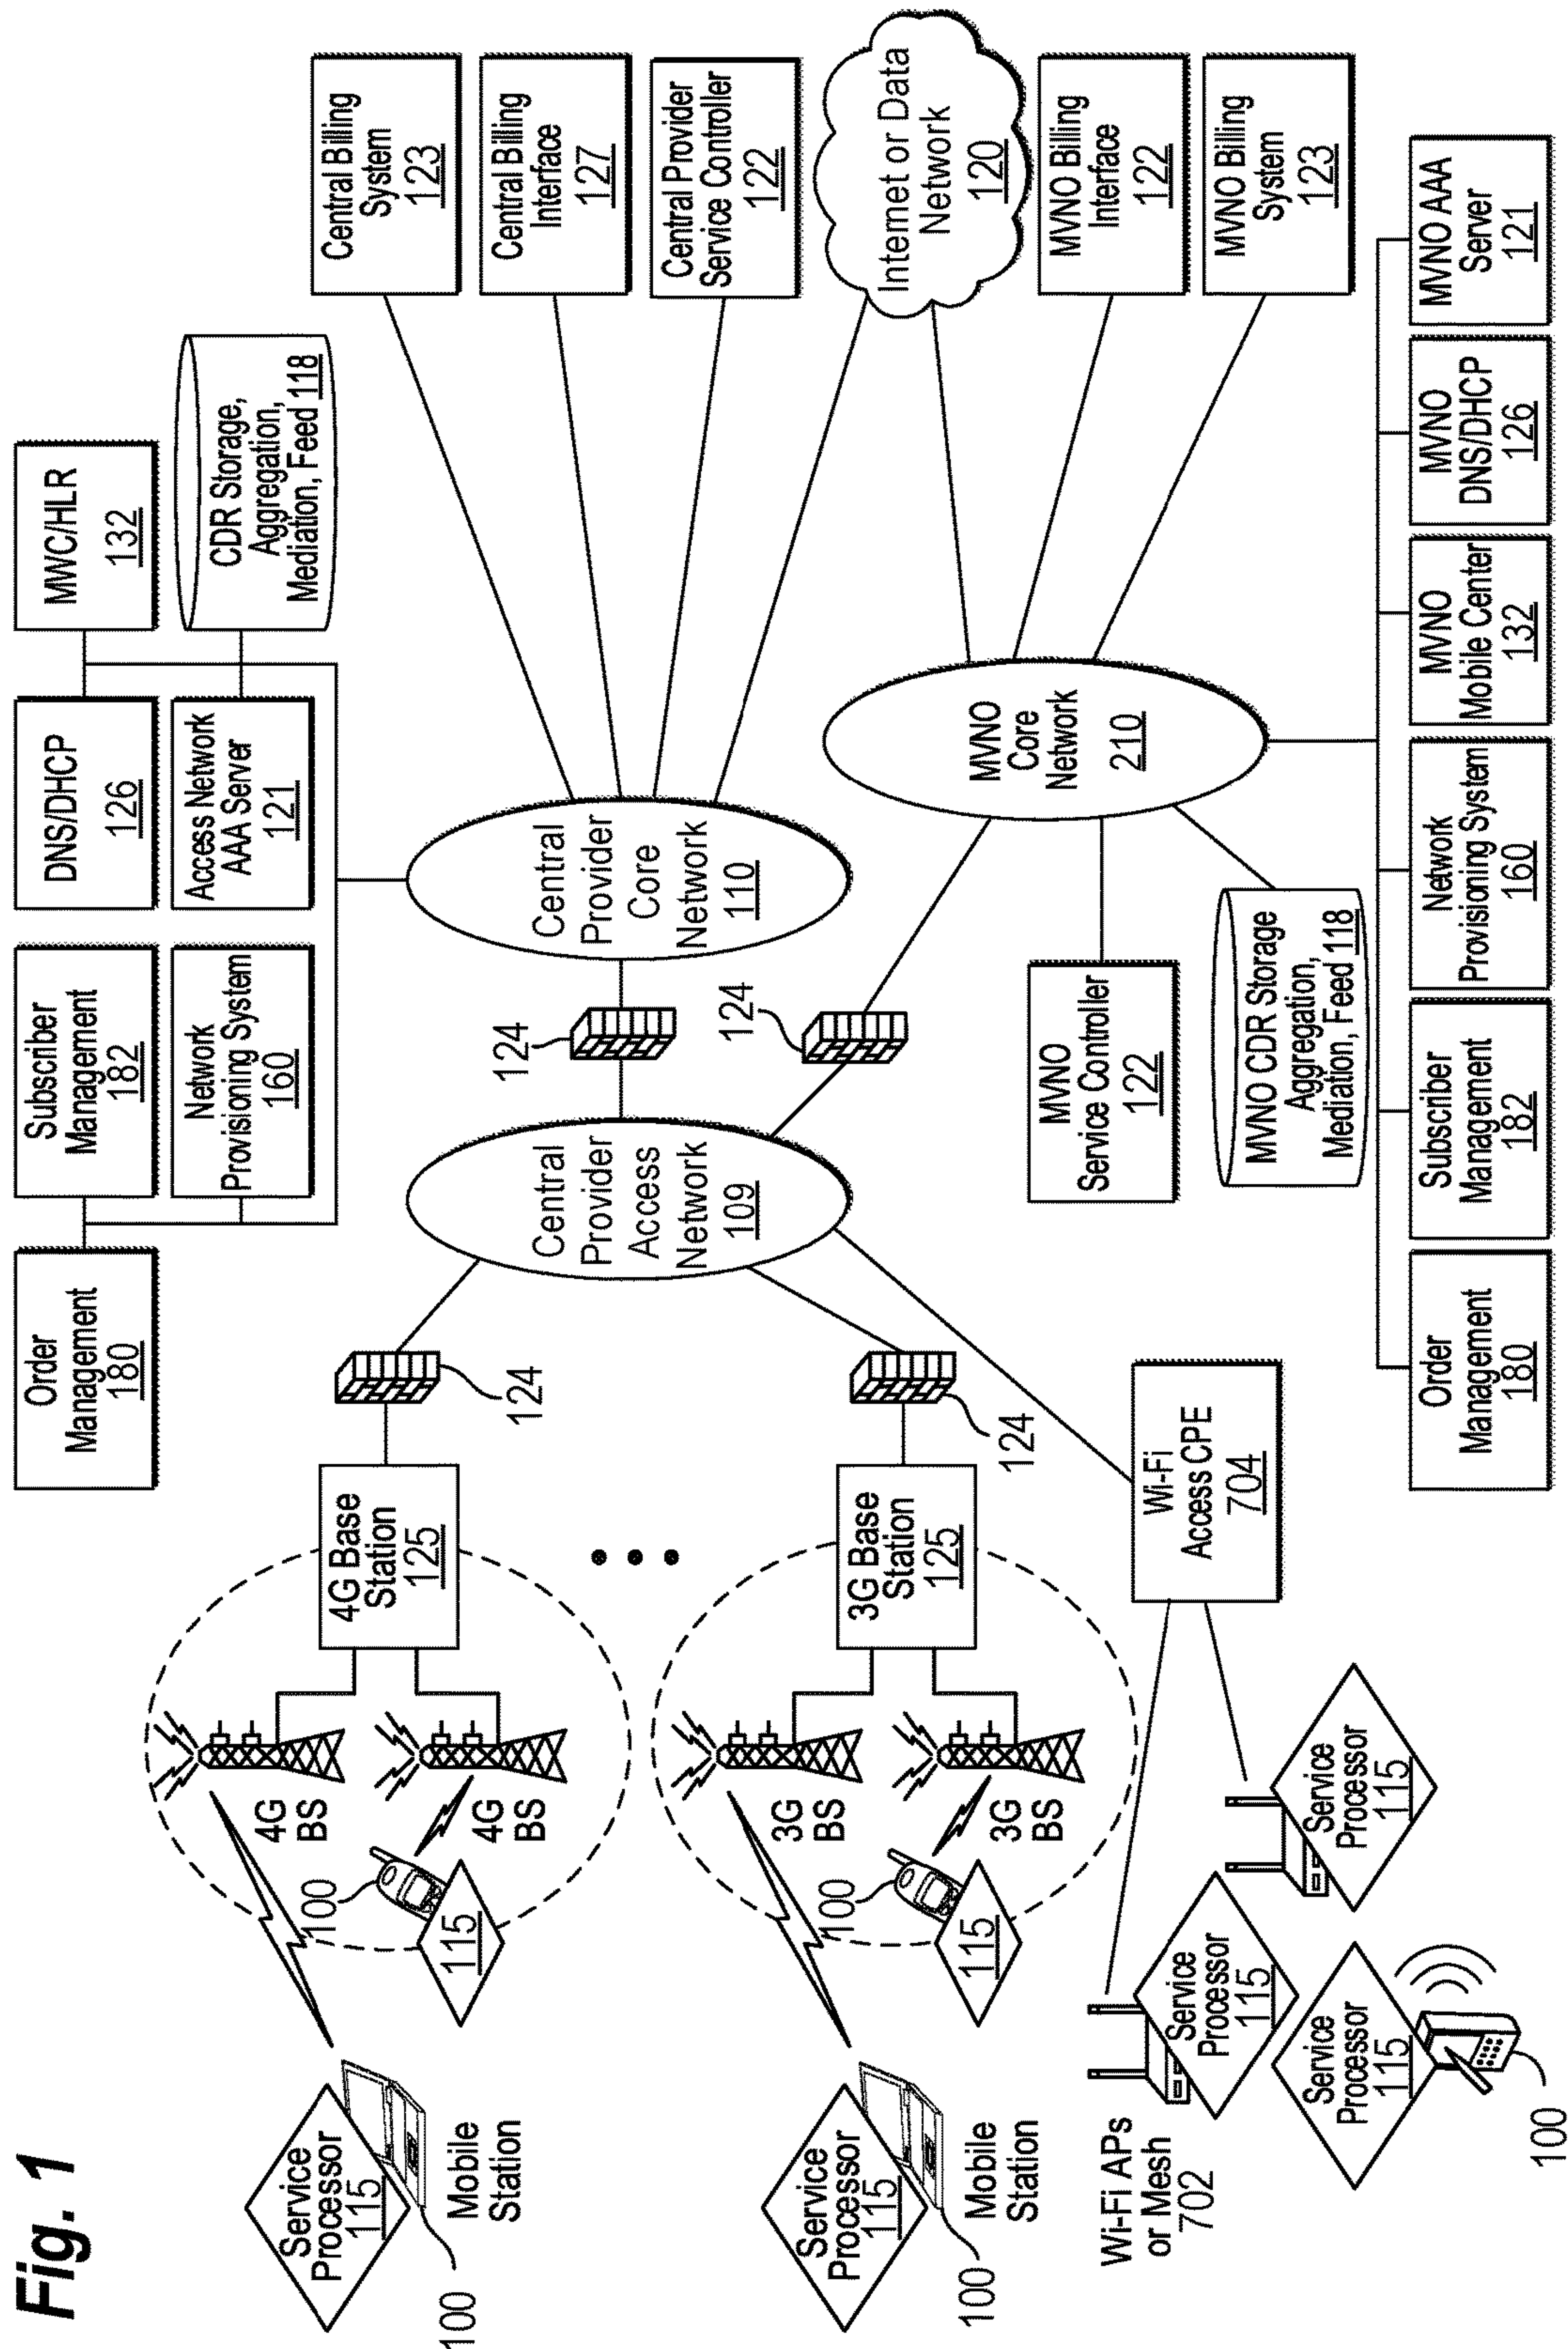 Fig. 1
Order
Management
180
Subscriber
Management
182
DNS/DHCP
126
MWC/HLR
132
Network
Provisioning System
160
Access Network
AAA Server
121
CDR Storage,
Aggregation,
Mediation, Feed 118
Service
Processor
115
100
Mobile
Station
4G
BS
4G
BS
100
115
4G Base
Station
125
124
Central
Provider
Access
Network
109
124
124
Central
Provider
Core
Network
110
Central Billing
System
123
Central Billing
Interface
127
Central Provider
Service Controller
122
Internet or Data
Network
120
MVNO Billing
Interface
122
MVNO Billing
System
123
Service
Processor
115
100
Mobile
Station
3G
BS
3G
BS
100
115
3G Base
Station
125
124
MVNO
Core
Network
210
MVNO
Service Controller
122
MVNO CDR Storage
Aggregation,
Mediation, Feed 118
Wi-Fi APs
or Mesh
702
Service
Processor
115
Service
Processor
115
Service
Processor
115
100
Wi-Fi
Access CPE
704
Order
Management
180
Subscriber
Management
182
Network
Provisioning System
160
MVNO
Mobile Center
132
MVNO
DNS/DHCP
126
MVNO AAA
Server
121